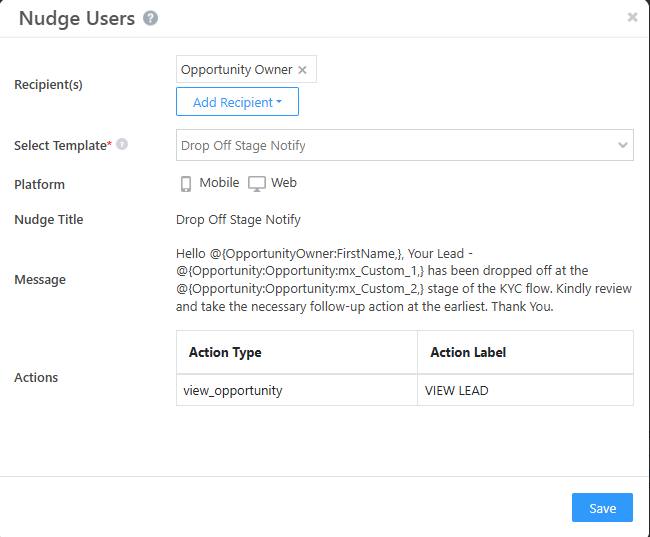 Nudge Users ?
×
Recipient(s)
Opportunity Owner ×
Add Recipient
Select Template* ?
Drop Off Stage Notify
Platform
Mobile Web
Nudge Title
Drop Off Stage Notify
Message
Hello @{OpportunityOwner:FirstName,}, Your Lead -
@{Opportunity:Opportunity:mx_Custom_1,} has been dropped off at the
@{Opportunity:Opportunity:mx_Custom_2,} stage of the KYC flow. Kindly review
and take the necessary follow-up action at the earliest. Thank You.
Actions
Action Type Action Label
view_opportunity VIEW LEAD
Save